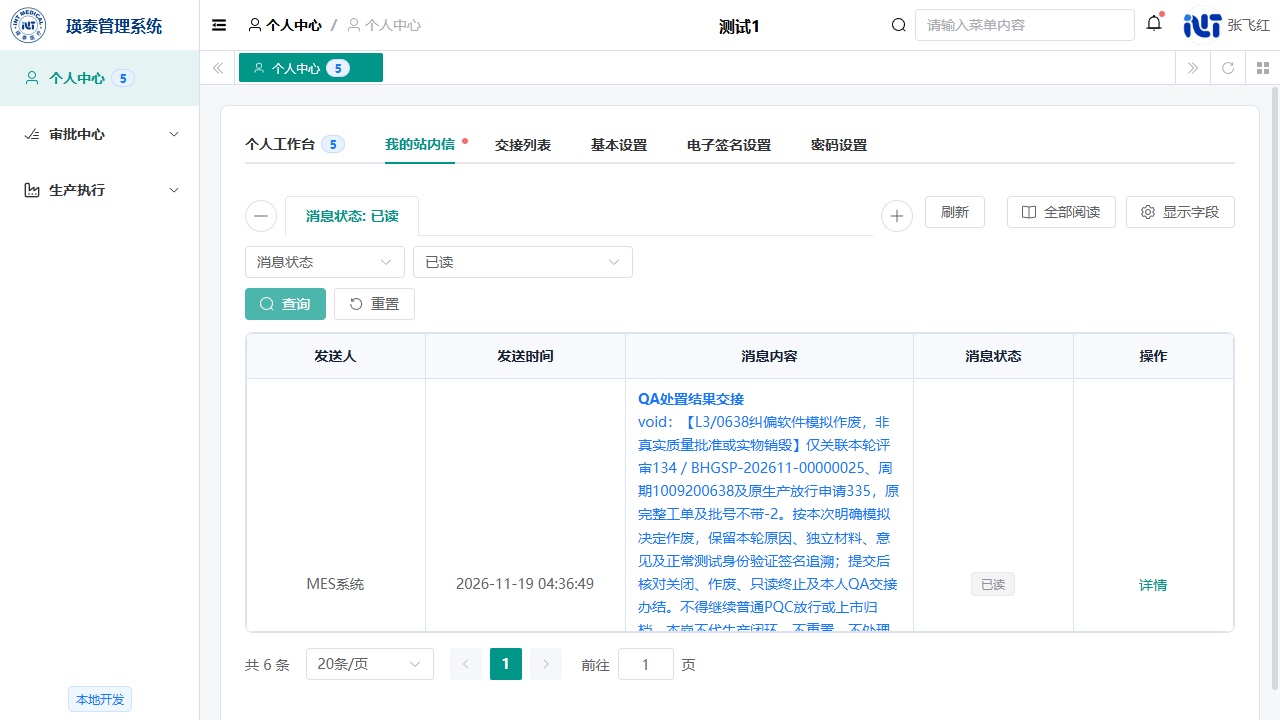 瑛泰管理系统
个人中心 / 个人中心
测试1
请输入菜单内容
张飞红
个人中心 5
审批中心
生产执行
本地开发
个人中心 5
个人工作台 5
我的站内信
交接列表
基本设置
电子签名设置
密码设置
消息状态: 已读
刷新
全部阅读
显示字段
消息状态
已读
查询
重置
发送人
发送时间
消息内容
消息状态
操作
MES系统
2026-11-19 04:36:49
QA处置结果交接
void：【L3/0638纠偏软件模拟作废，非
真实质量批准或实物销毁】仅关联本轮评
审134 / BHGSP-202611-00000025、周
期1009200638及原生产放行申请335，原
完整工单及批号不带-2。按本次明确模拟
决定作废，保留本轮原因、独立材料、意
见及正常测试身份验证签名追溯；提交后
核对关闭、作废、只读终止及本人QA交接
办结。不得继续普通PQC放行或上市归
档，本岗不代生产闭环，不重置，不处理
已读
详情
共 6 条
20条/页
1
前往
1
页